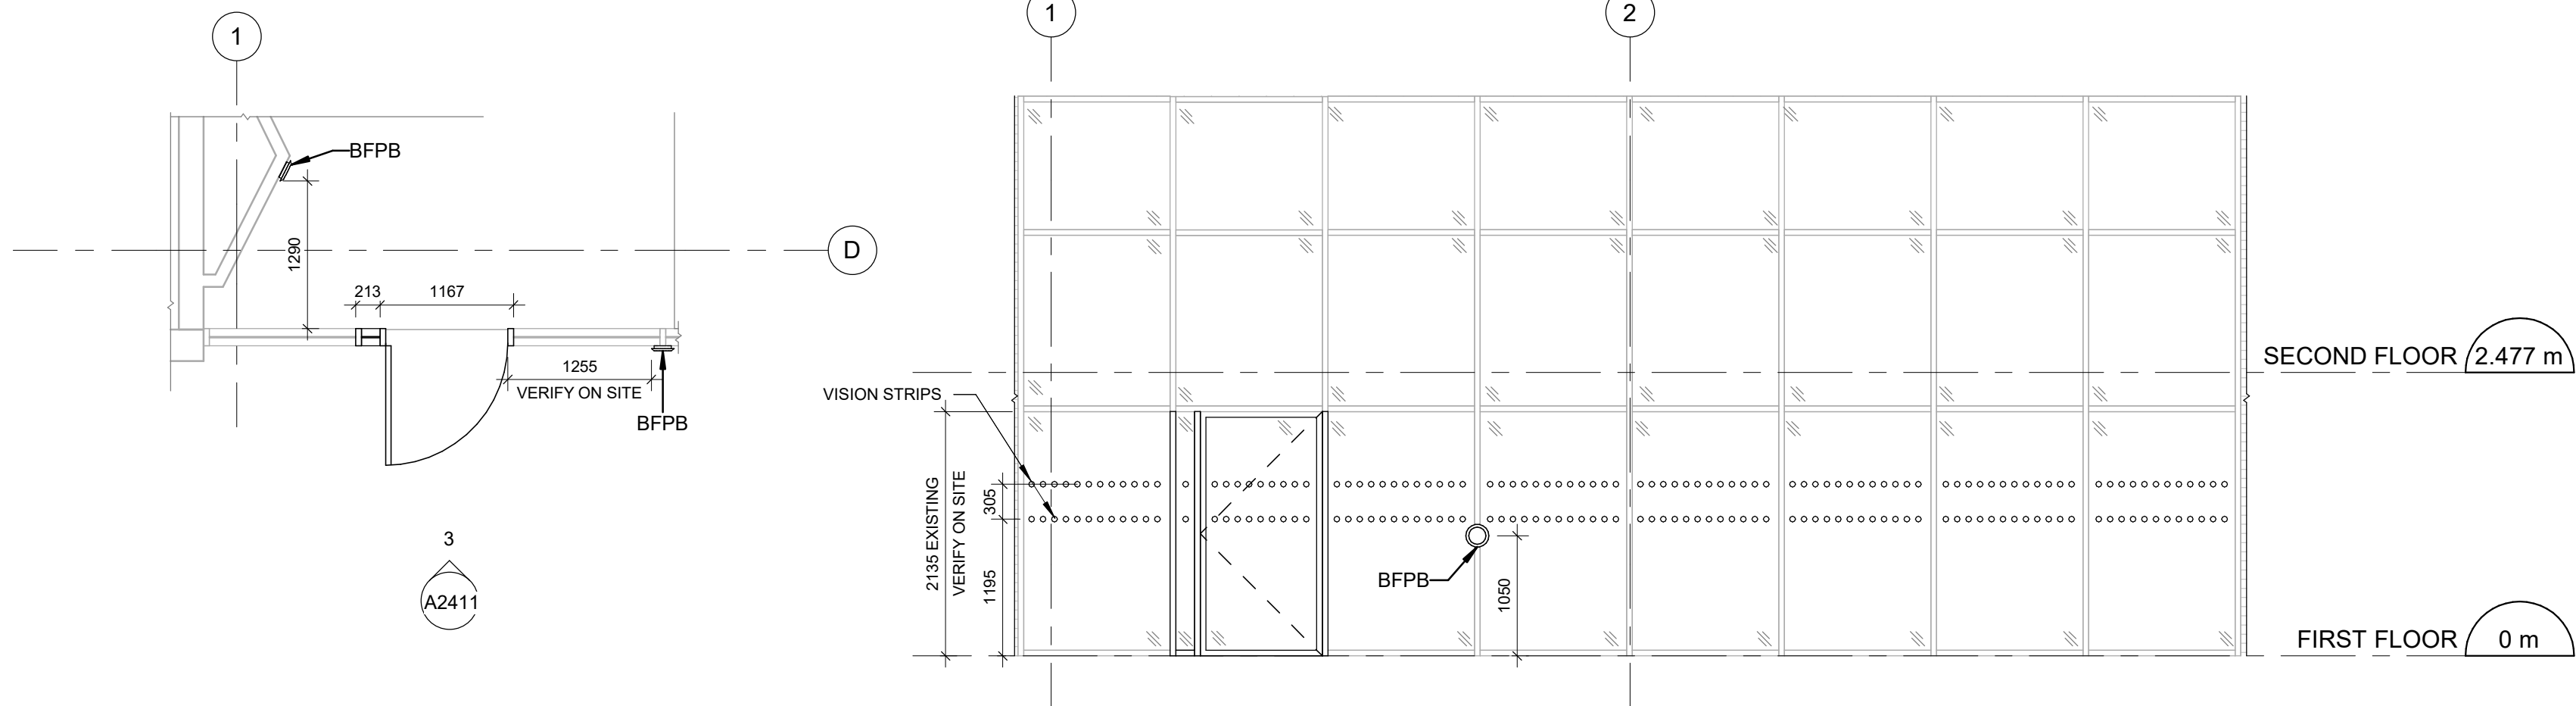 1
BFPB
1290
D
213
1167
1255
VERIFY ON SITE
BFPB
3
A2411
1
2
VISION STRIPS
2135 EXISTING
VERIFY ON SITE
305
1195
BFPB
1050
SECOND FLOOR
2.477 m
FIRST FLOOR
0 m